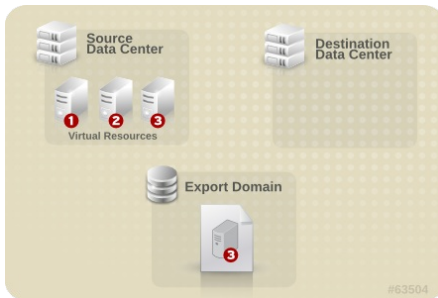 Source
Data Center
Destination
Data Center
1 2 3
Virtual Resources
Export Domain
3
#63504